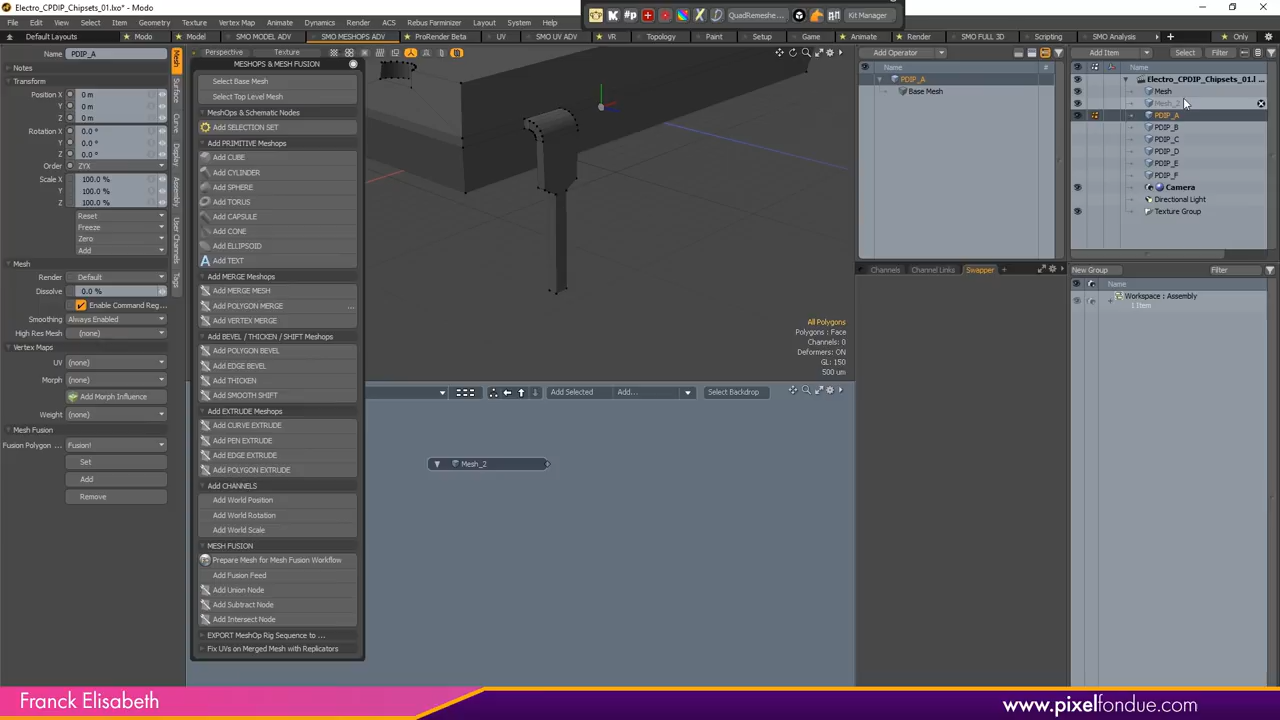 Electro_CPDIP_Chipsets_01.lxo* - Modo
File Edit View Select Items Geometry Texture Vertex Map Animate Dynamics Render ACS Rebus Farminizer Layout System Help
QuadRemeshe... Kit Manager
Default Layouts Modo Model SMO MODEL ADV SMO MESHOPS ADV ProRender Beta UV SMO UV ADV VR Topology Paint Setup Game Animate Render SMO FULL 3D Scripting SMO Analysis Only
Name PDIP_A
Notes
Transform
Position X 0 m
Y 0 m
Z 0 m
Rotation X 0.0 °
Y 0.0 °
Z 0.0 °
Order ZYX
Scale X 100.0 %
Y 100.0 %
Z 100.0 %
Reset
Freeze
Zero
Add
Mesh
Render Default
Dissolve 0.0 %
Enable Command Reg...
Smoothing Always Enabled
High Res Mesh (none)
Vertex Maps
UV (none)
Morph (none)
Add Morph Influence
Weight (none)
Mesh Fusion
Fusion Polygon ... Fusion!
Set
Add
Remove
Mesh
Surface
Curve
Display
Assembly
User Channels
Tags
Perspective Texture
MESHOPS & MESH FUSION
Select Base Mesh
Select Top Level Mesh
MeshOps & Schematic Nodes
Add SELECTION SET
Add PRIMITIVE Meshops
Add CUBE
Add CYLINDER
Add SPHERE
Add TORUS
Add CAPSULE
Add CONE
Add ELLIPSOID
Add TEXT
Add MERGE Meshops
Add MERGE MESH
Add POLYGON MERGE ...
Add VERTEX MERGE
Add BEVEL / THICKEN / SHIFT Meshops
Add POLYGON BEVEL
Add EDGE BEVEL
Add THICKEN
Add SMOOTH SHIFT
Add EXTRUDE Meshops
Add CURVE EXTRUDE
Add PEN EXTRUDE
Add EDGE EXTRUDE
Add POLYGON EXTRUDE
Add CHANNELS
Add World Position
Add World Rotation
Add World Scale
MESH FUSION
Prepare Mesh for Mesh Fusion Workflow
Add Fusion Feed
Add Union Node
Add Subtract Node
Add Intersect Node
EXPORT MeshOp Rig Sequence to ...
Fix UVs on Merged Mesh with Replicators
All Polygons
Polygons : Face
Channels: 0
Deformers: ON
GL: 150
500 um
Add Selected Add... Select Backdrop
Mesh_2
Add Operator
Name
PDIP_A
Base Mesh
Channels Channel Links Swapper
Add Item Select Filter
Name
Electro_CPDIP_Chipsets_01.l ...
Mesh
Mesh_2
PDIP_A
PDIP_B
PDIP_C
PDIP_D
PDIP_E
PDIP_F
Camera
Directional Light
Texture Group
New Group Filter
Name
Workspace : Assembly
1 Item
Franck Elisabeth
www.pixelfondue.com